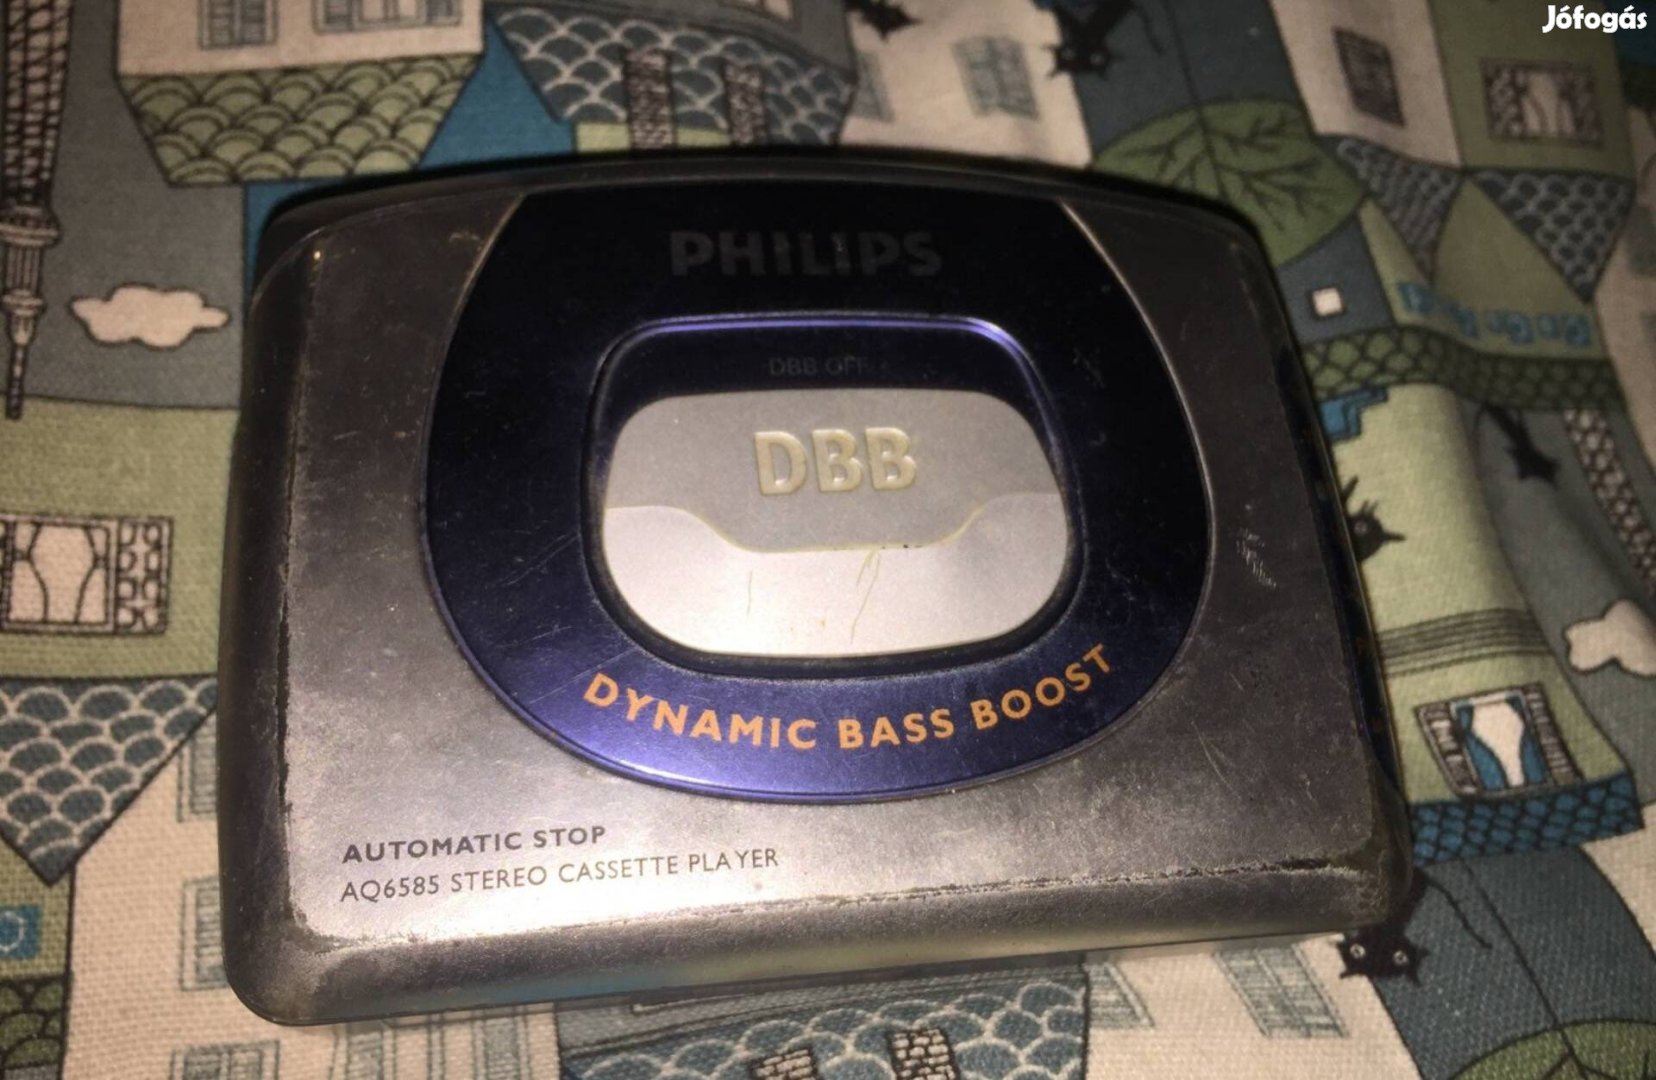 Jófogás
PHILIPS
DBB OFF
DBB
DYNAMIC BASS BOOST
AUTOMATIC STOP
AQ6585 STEREO CASSETTE PLAYER